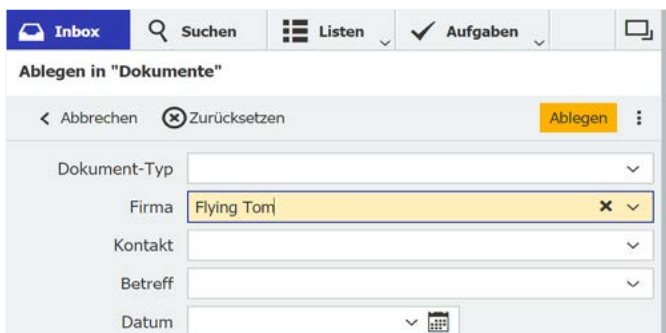 Inbox Suchen Listen Aufgaben
Ablegen in "Dokumente"
Abbrechen Zurücksetzen Ablegen
Dokument-Typ
Firma Flying Tom
Kontakt
Betreff
Datum